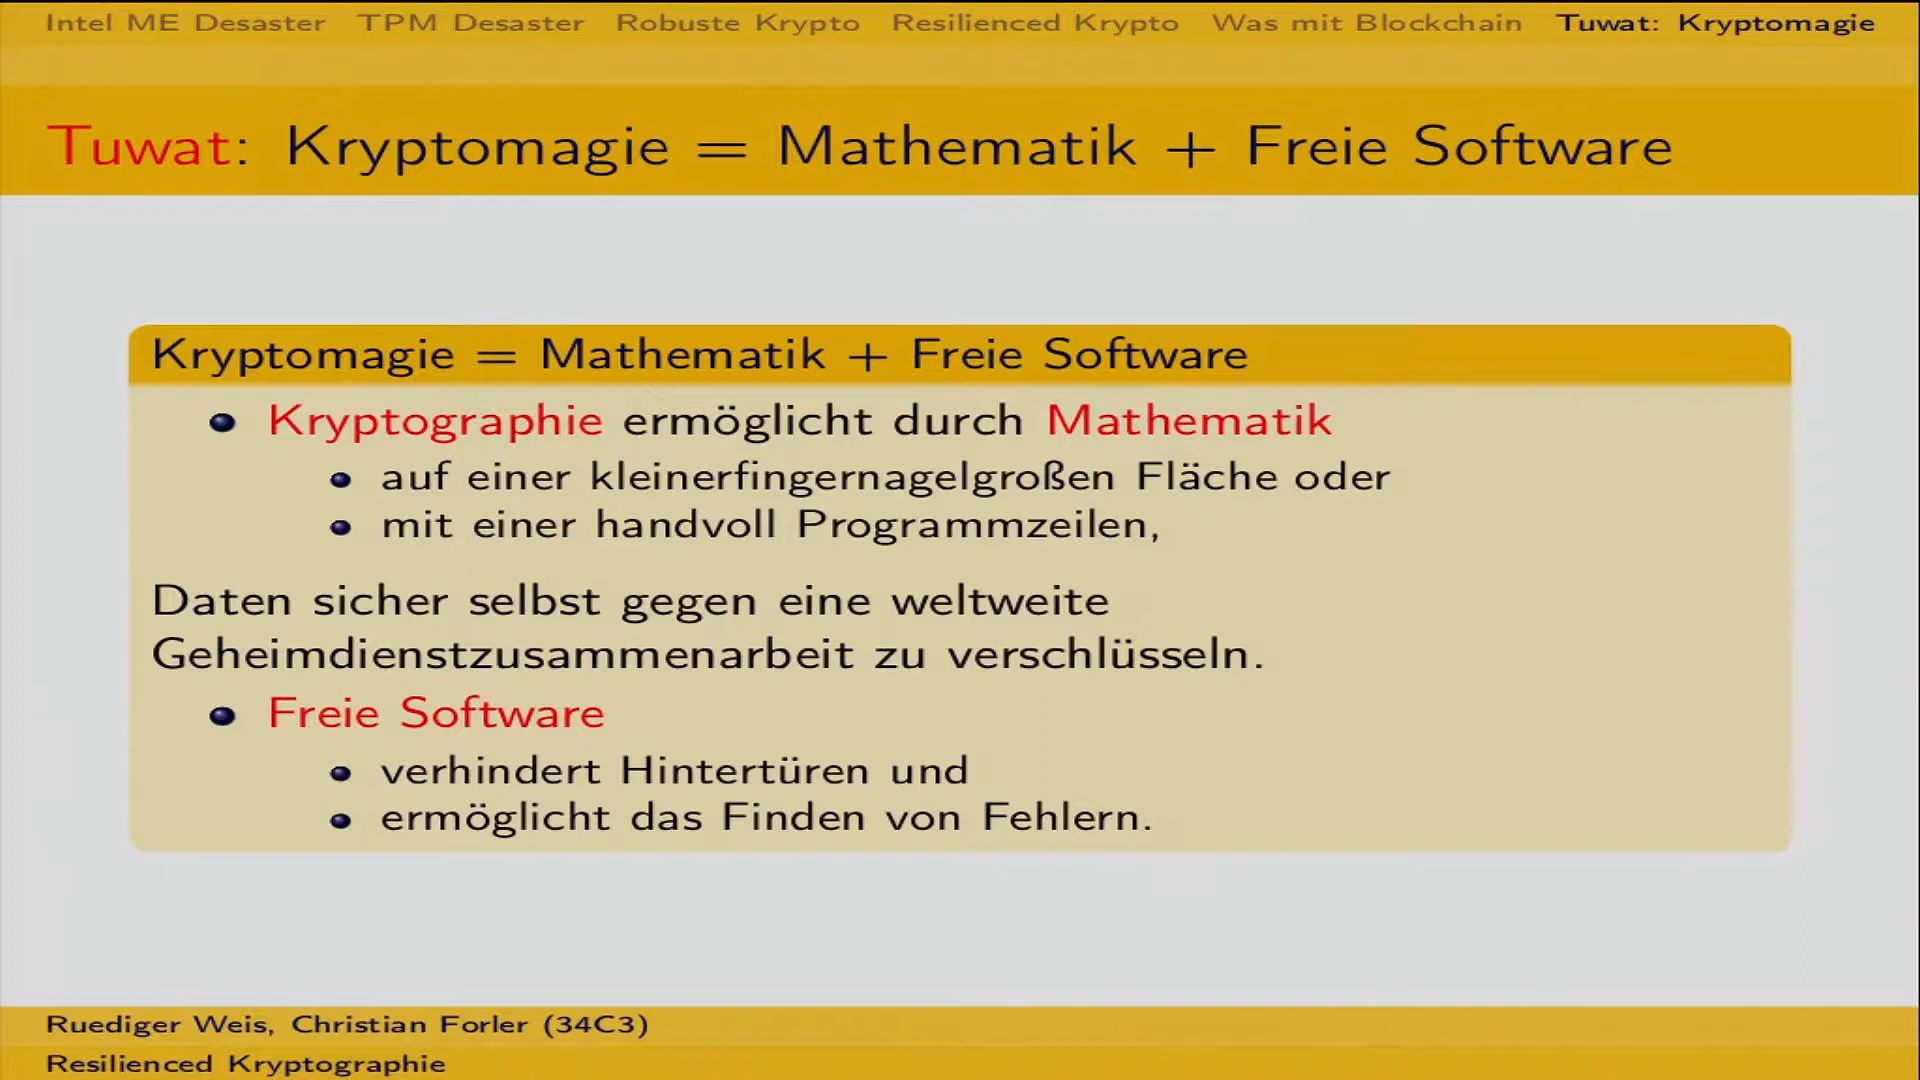 Intel ME Desaster TPM Desaster Robuste Krypto Resilienced Krypto Was mit Blockchain Tuwat: Kryptomagie
Tuwat: Kryptomagie = Mathematik + Freie Software
Kryptomagie = Mathematik + Freie Software
Kryptographie ermöglicht durch Mathematik
auf einer kleinerfingernagelgroßen Fläche oder
mit einer handvoll Programmzeilen,
Daten sicher selbst gegen eine weltweite
Geheimdienstzusammenarbeit zu verschlüsseln.
Freie Software
verhindert Hintertüren und
ermöglicht das Finden von Fehlern.
Ruediger Weis, Christian Forler (34C3)
Resilienced Kryptographie